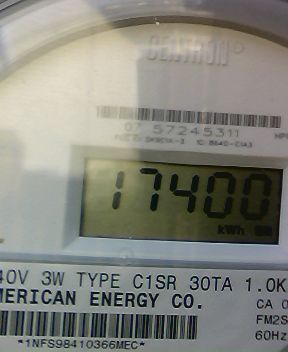 CENTRON
07 57245311
17400
kWh
40V 3W TYPE C1SR 30TA 1.0K
MERICAN ENERGY CO.
CA 0
FM2S
60Hz
*1NFS98410366MEC*